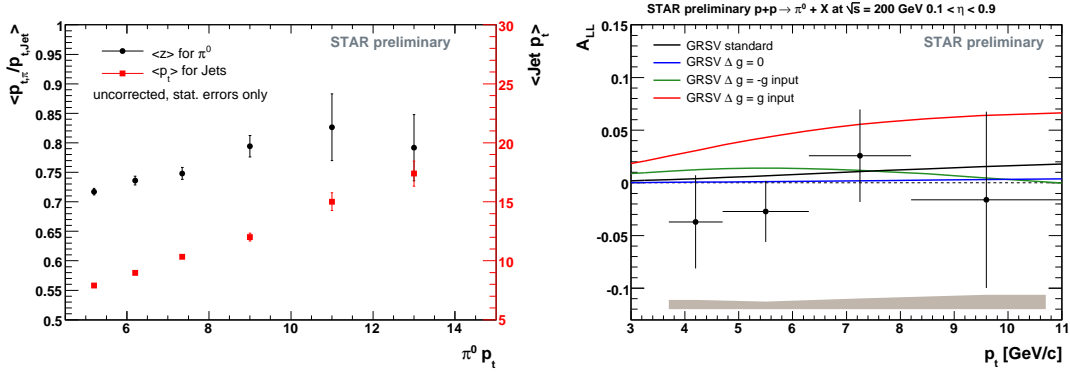 STAR preliminary
<z> for π⁰
<p_t> for Jets
uncorrected, stat. errors only
<p_t,π/p_t,Jet>
1
0.95
0.9
0.85
0.8
0.75
0.7
0.65
0.6
0.55
0.5
6 8 10 12 14
π⁰ p_t
30
25
20
15
10
5
<Jet p_t>
STAR preliminary p+p → π⁰ + X at √s = 200 GeV 0.1 < η < 0.9
STAR preliminary
GRSV standard
GRSV Δ g = 0
GRSV Δ g = -g input
GRSV Δ g = g input
A_LL
0.15
0.1
0.05
0
-0.05
-0.1
3 4 5 6 7 8 9 10 11
p_t [GeV/c]